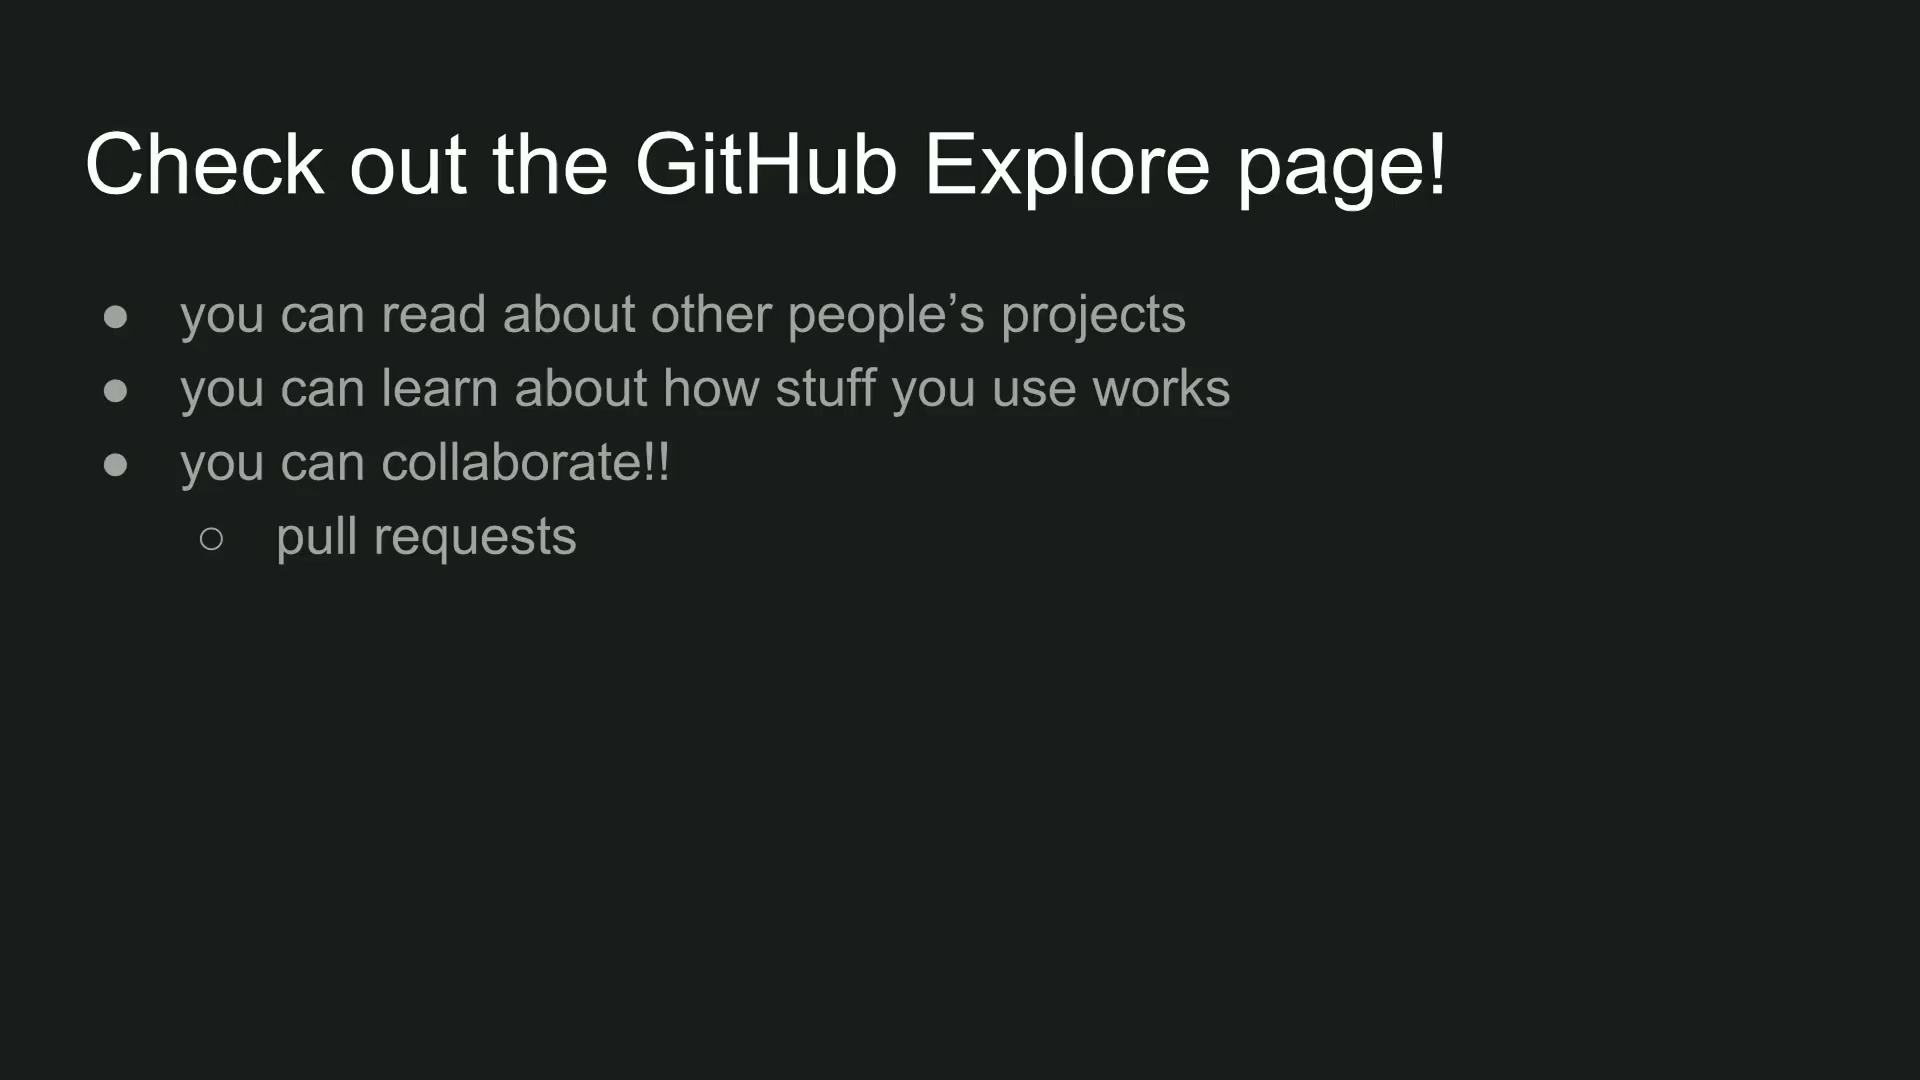 Check out the GitHub Explore page!
● you can read about other people’s projects
● you can learn about how stuff you use works
● you can collaborate!!
○ pull requests